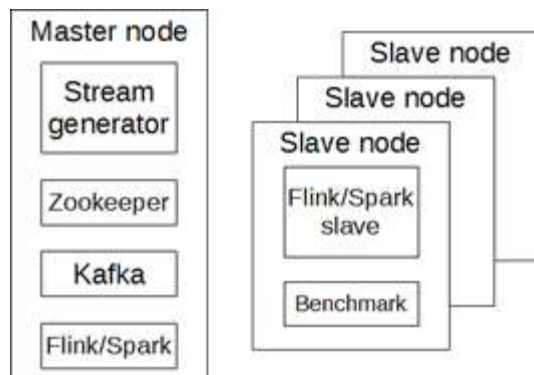 Master node
Stream
generator
Zookeeper
Kafka
Flink/Spark
Slave node
Slave node
Slave node
Flink/Spark
slave
Benchmark